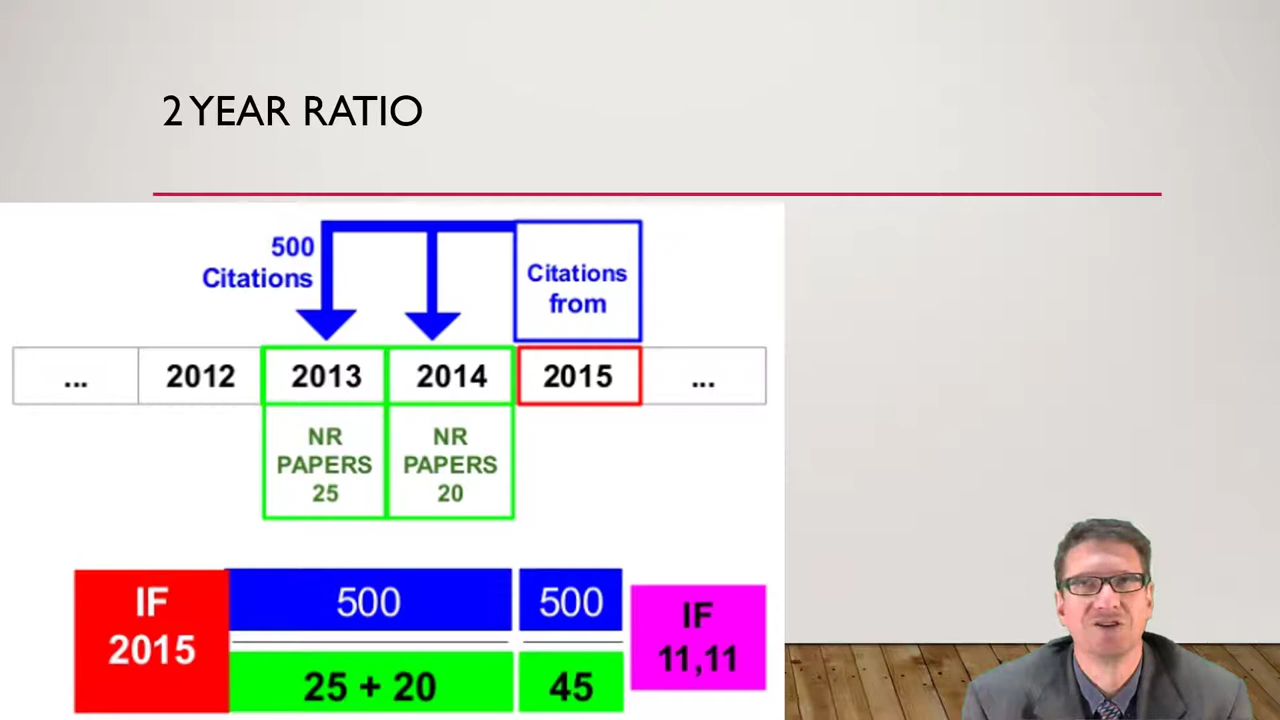 2 YEAR RATIO
500
Citations
Citations
from
... 2012 2013 2014 2015 ...
NR
PAPERS
25
NR
PAPERS
20
IF
2015
500
25 + 20
500
45
IF
11,11